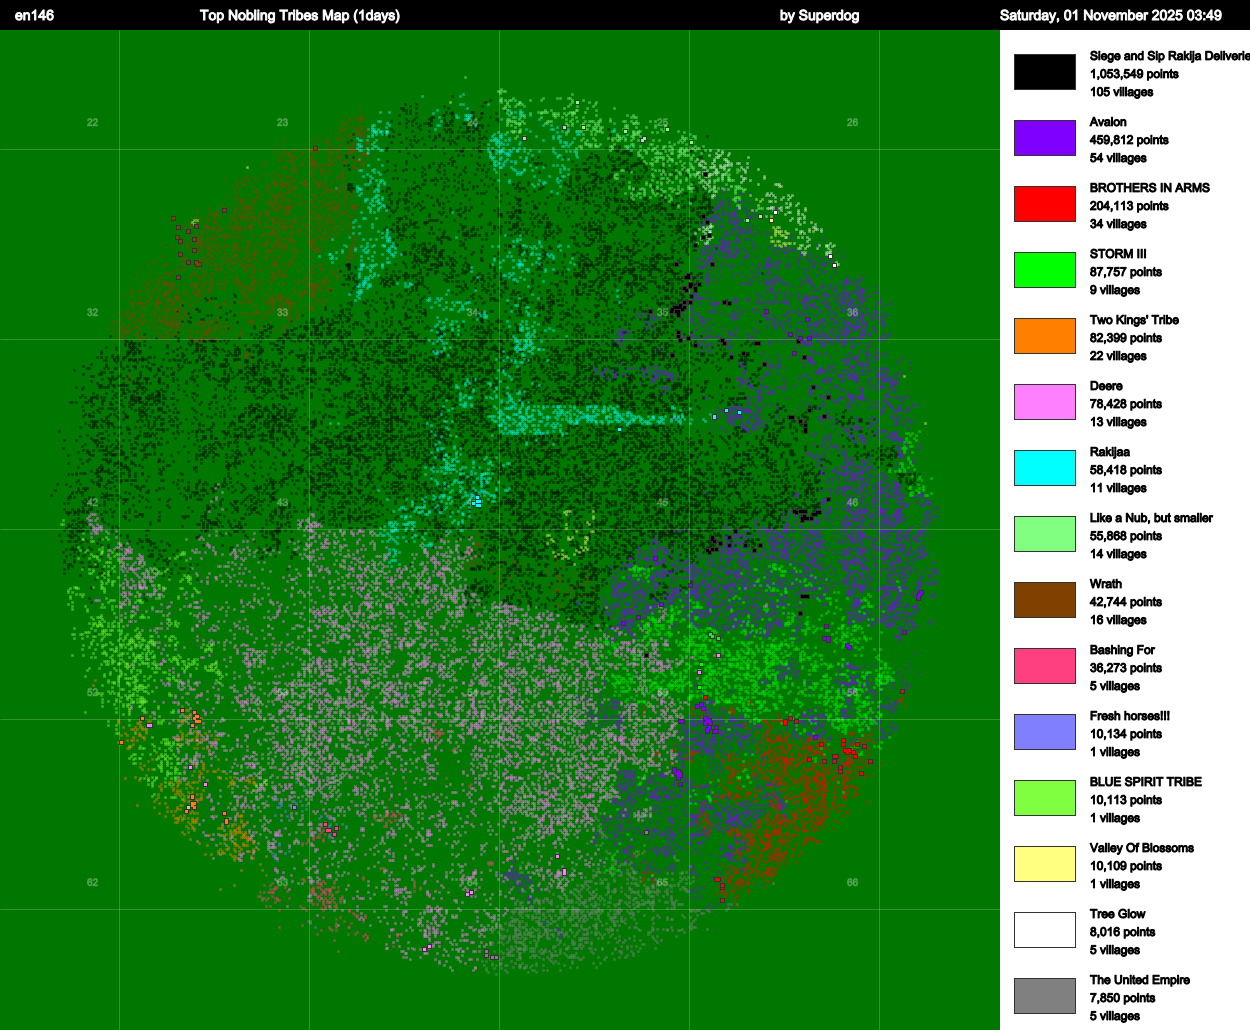 en146 Top Nobling Tribes Map (1days) by Superdog Saturday, 01 November 2025 03:49
Siege and Sip Rakija Deliverie
1,053,549 points
105 villages
Avalon
459,812 points
54 villages
BROTHERS IN ARMS
204,113 points
34 villages
STORM III
87,757 points
9 villages
Two Kings' Tribe
82,399 points
22 villages
Deere
78,428 points
13 villages
Rakijaa
58,418 points
11 villages
Like a Nub, but smaller
55,868 points
14 villages
Wrath
42,744 points
16 villages
Bashing For
36,273 points
5 villages
Fresh horses!!!
10,134 points
1 villages
BLUE SPIRIT TRIBE
10,113 points
1 villages
Valley Of Blossoms
10,109 points
1 villages
Tree Glow
8,016 points
5 villages
The United Empire
7,850 points
5 villages
22 23 24 25 26
32 33 34 35 36
42 43 45 46
52 53 55 56
62 63 64 65 66